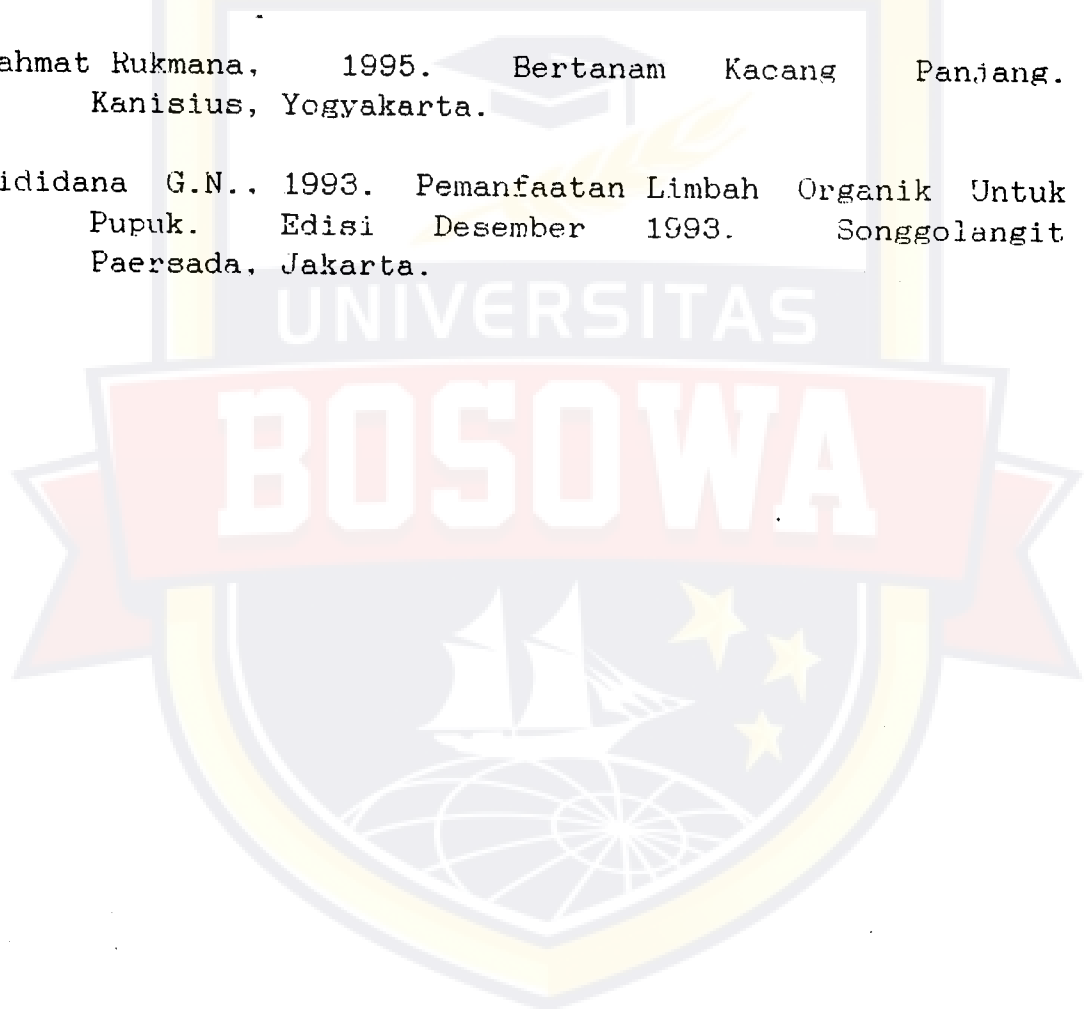 ahmat Rukmana, 1995. Bertanam Kacang Panjang.
Kanisius, Yogyakarta.
ididana G.N., 1993. Pemanfaatan Limbah Organik Untuk
Pupuk. Edisi Desember 1993. Songgolangit
Paersada, Jakarta.
UNIVERSITAS
BOSOWA